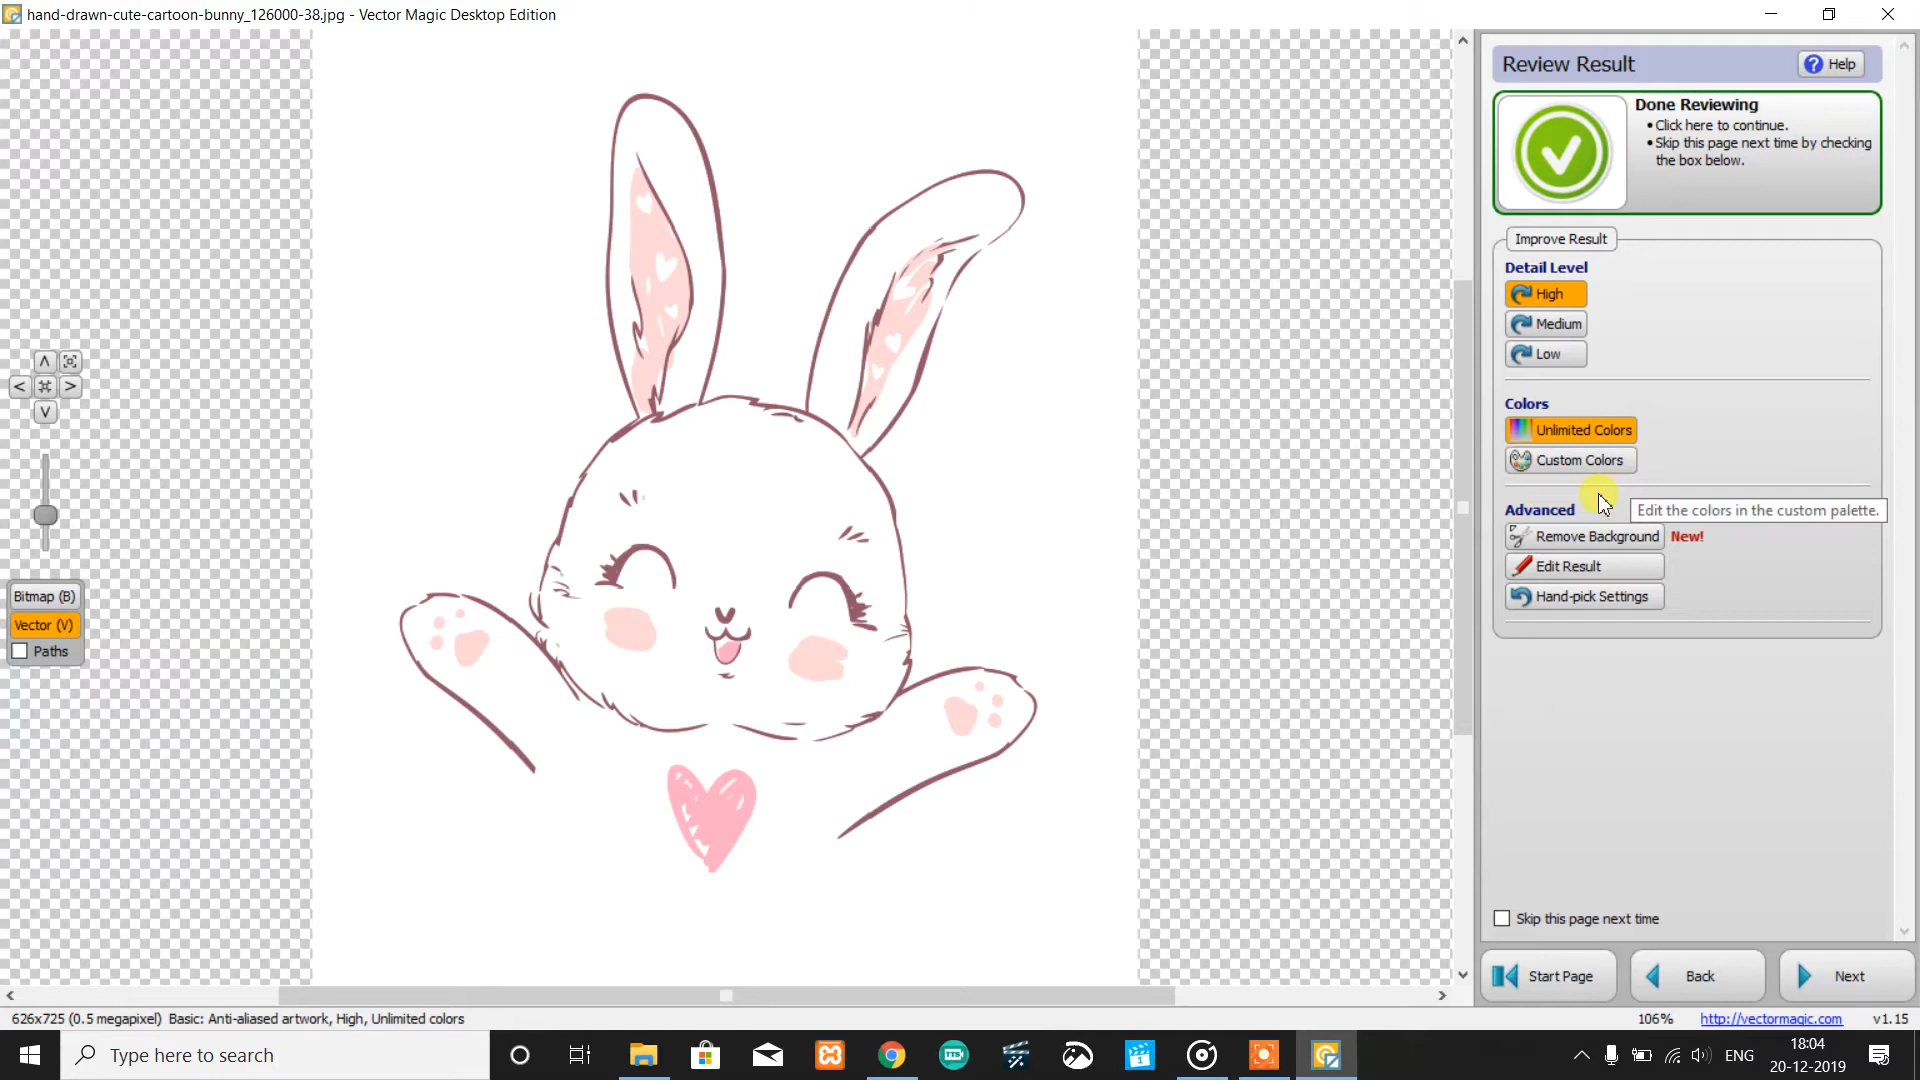 hand-drawn-cute-cartoon-bunny_126000-38.jpg - Vector Magic Desktop Edition
Review Result
Help
Done Reviewing
• Click here to continue.
• Skip this page next time by checking
the box below.
Improve Result
Detail Level
High
Medium
Low
Colors
Unlimited Colors
Custom Colors
Advanced
Edit the colors in the custom palette.
Remove Background New!
Edit Result
Hand-pick Settings
Bitmap (B)
Vector (V)
Paths
Skip this page next time
Start Page
Back
Next
626x725 (0.5 megapixel) Basic: Anti-aliased artwork, High, Unlimited colors
106%
http://vectormagic.com
v1.15
Type here to search
ENG
18:04
20-12-2019